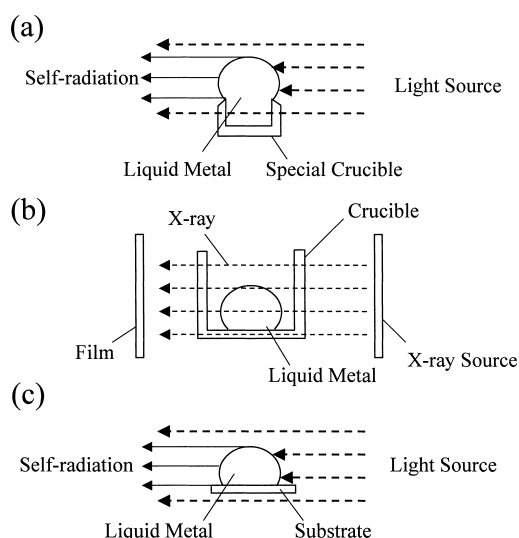 (a)
Self-radiation
Light Source
Liquid Metal
Special Crucible
(b)
X-ray
Crucible
Film
Liquid Metal
X-ray Source
(c)
Self-radiation
Light Source
Liquid Metal
Substrate